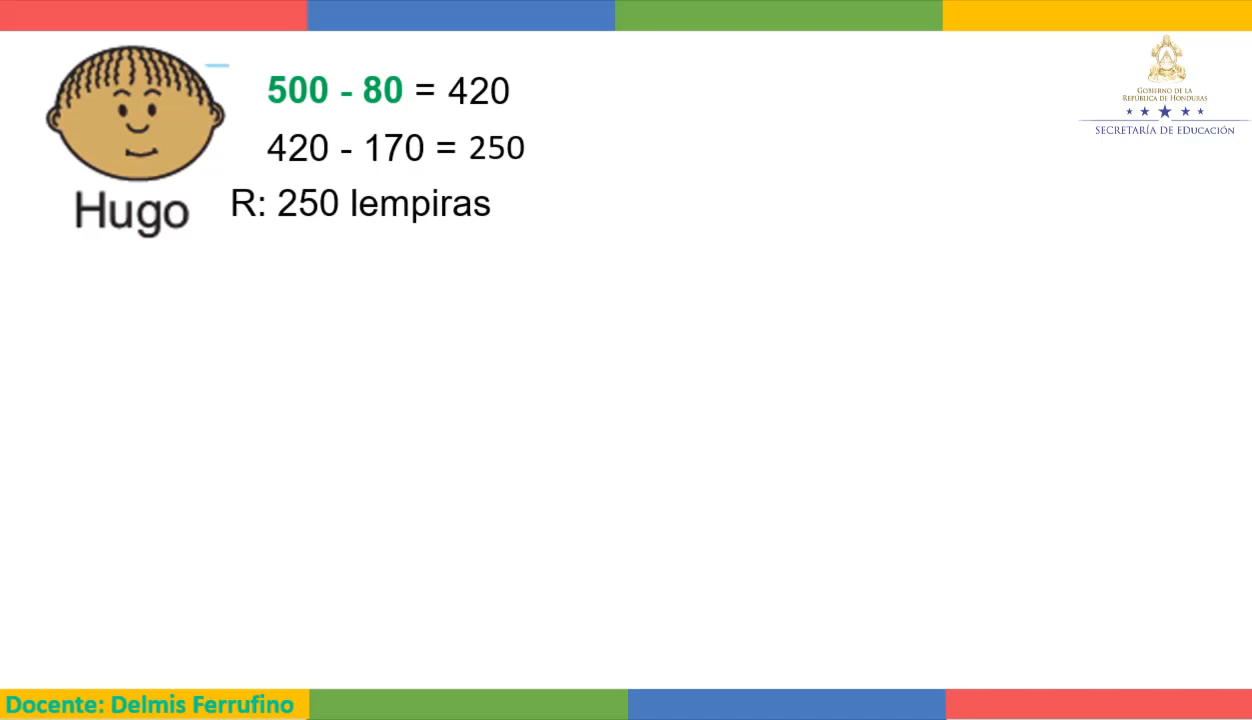 500 - 80 = 420
420 - 170 = 250
Hugo R: 250 lempiras
GOBIERNO DE LA
REPÚBLICA DE HONDURAS
SECRETARÍA DE EDUCACIÓN
Docente: Delmis Ferrufino